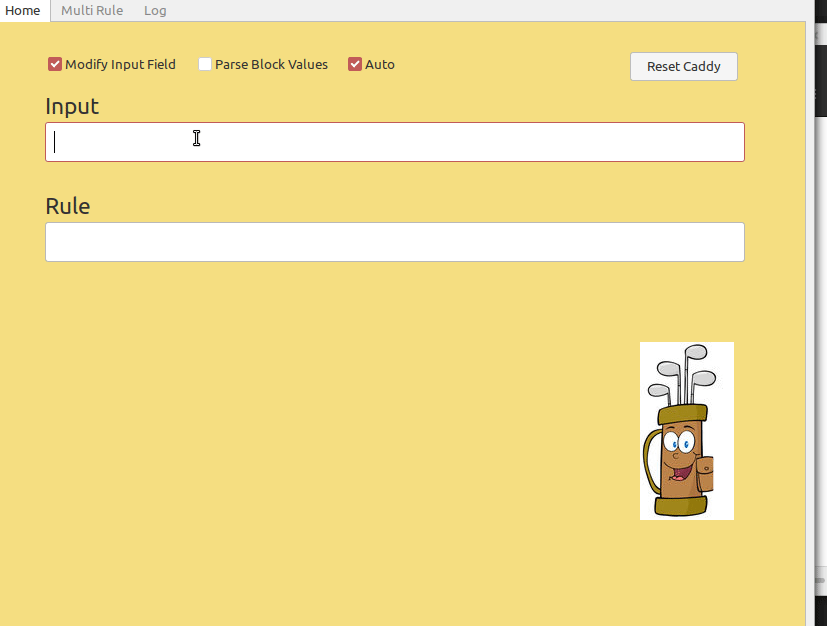 Home Multi Rule Log
Modify Input Field Parse Block Values Auto Reset Caddy
Input
Rule